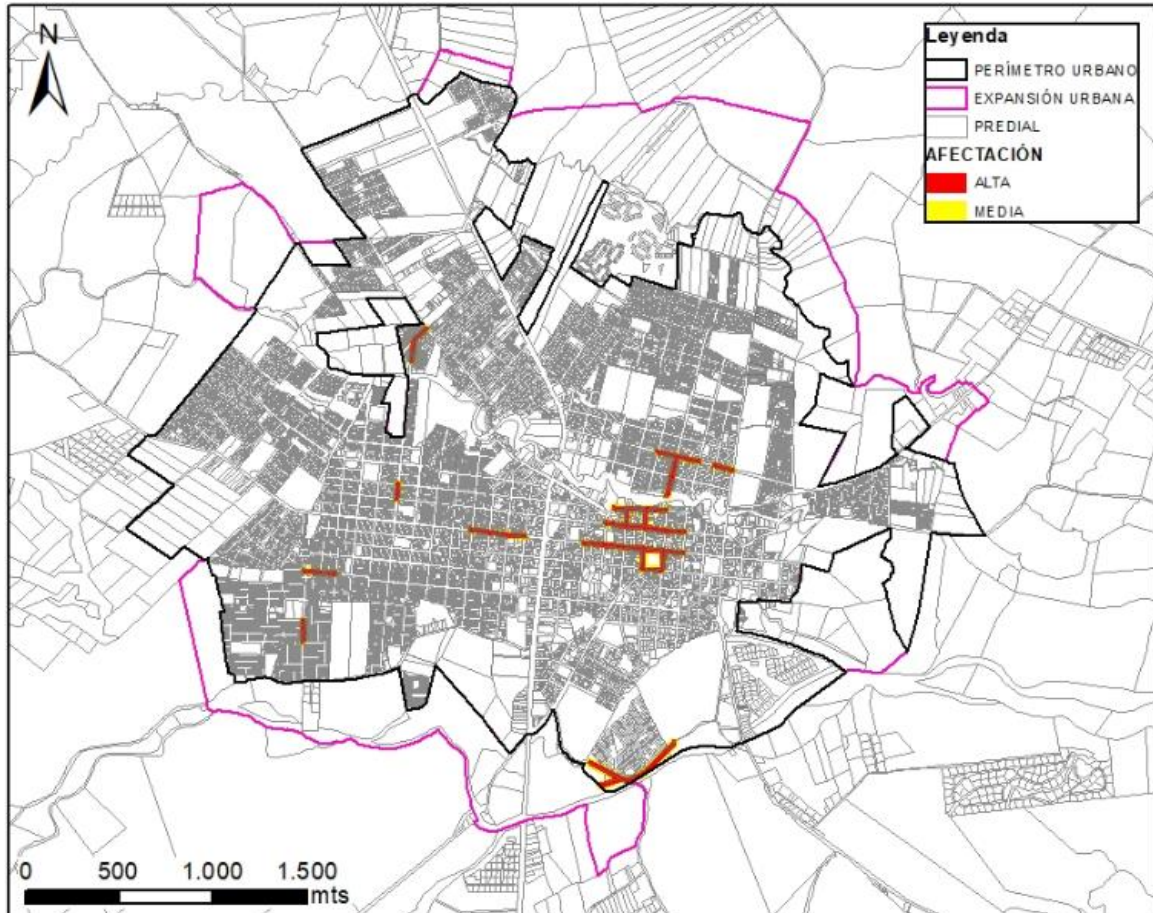 N
Leyenda
PERÍMETRO URBANO
EXPANSIÓN URBANA
PREDIAL
AFECTACIÓN
ALTA
MEDIA
0 500 1.000 1.500
mts